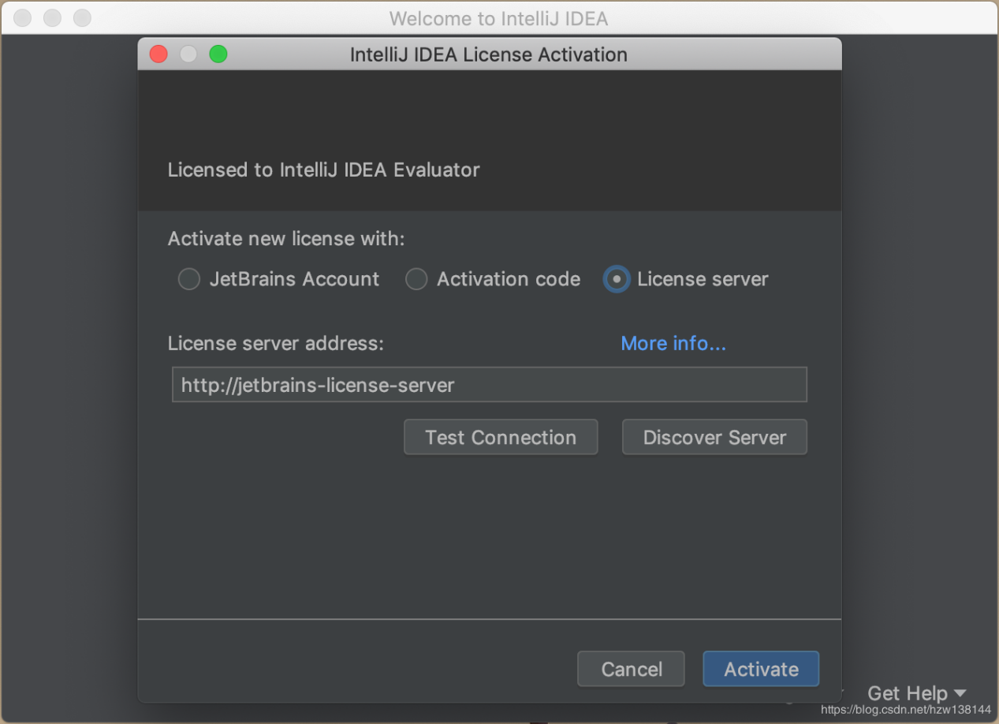 Welcome to IntelliJ IDEA
IntelliJ IDEA License Activation
Licensed to IntelliJ IDEA Evaluator
Activate new license with:
JetBrains Account Activation code License server
License server address: More info...
http://jetbrains-license-server
Test Connection Discover Server
Cancel Activate
Get Help
https://blog.csdn.net/hzw138144